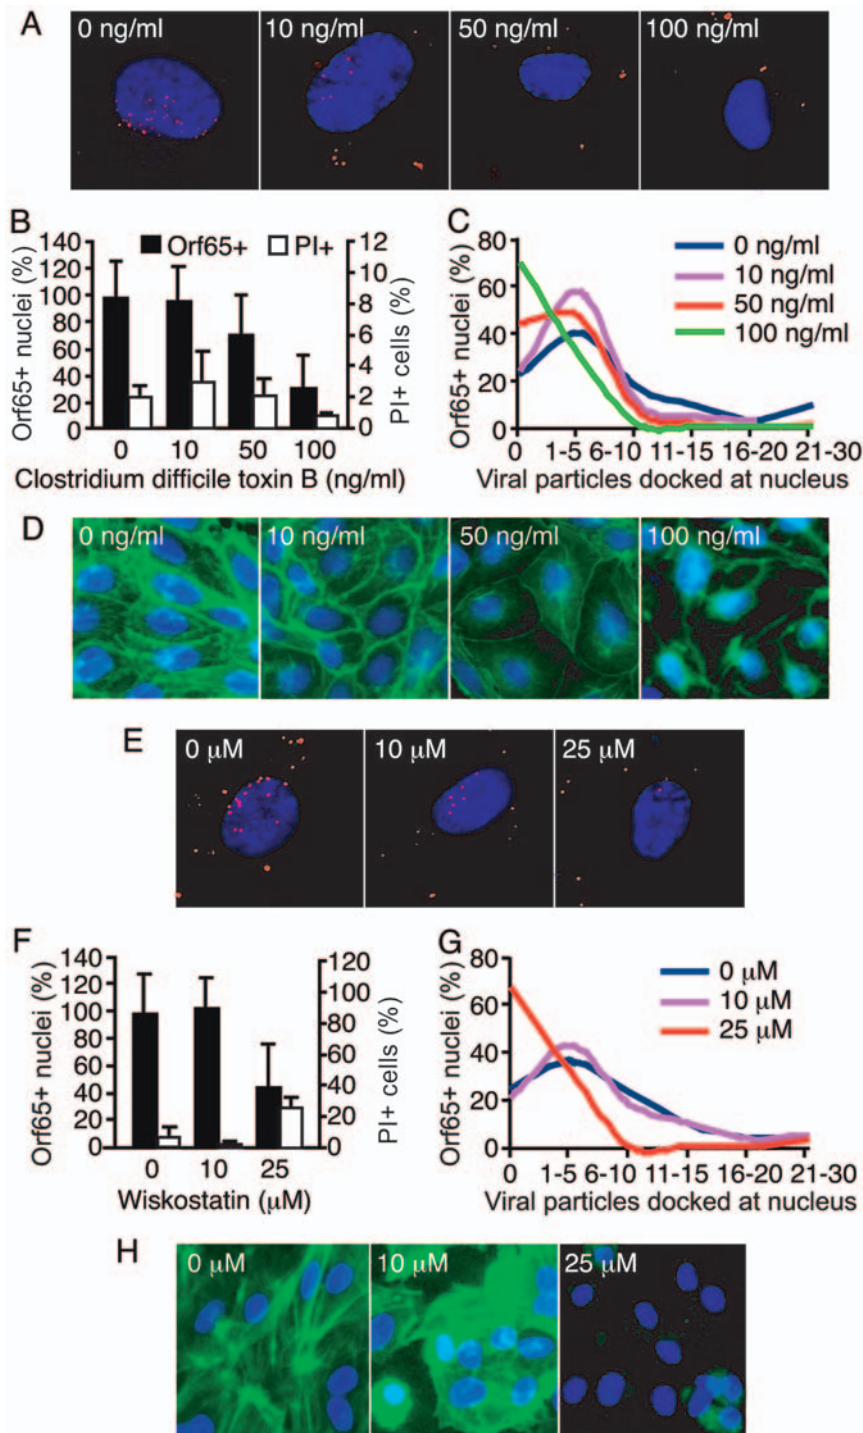 A
0 ng/ml
10 ng/ml
50 ng/ml
100 ng/ml
B
Orf65+ nuclei (%)
140
120
100
80
60
40
20
0
Orf65+
PI+
12
10
8
6
4
2
0
PI+ cells (%)
0
10
50
100
Clostridium difficile toxin B (ng/ml)
C
Orf65+ nuclei (%)
80
60
40
20
0
0 ng/ml
10 ng/ml
50 ng/ml
100 ng/ml
0
1-5
6-10
11-15
16-20
21-30
Viral particles docked at nucleus
D
0 ng/ml
10 ng/ml
50 ng/ml
100 ng/ml
E
0 μM
10 μM
25 μM
F
Orf65+ nuclei (%)
140
120
100
80
60
40
20
0
120
100
80
60
40
20
0
PI+ cells (%)
0
10
25
Wiskostatin (μM)
G
Orf65+ nuclei (%)
80
60
40
20
0
0 μM
10 μM
25 μM
0
1-5
6-10
11-15
16-20
21-30
Viral particles docked at nucleus
H
0 μM
10 μM
25 μM